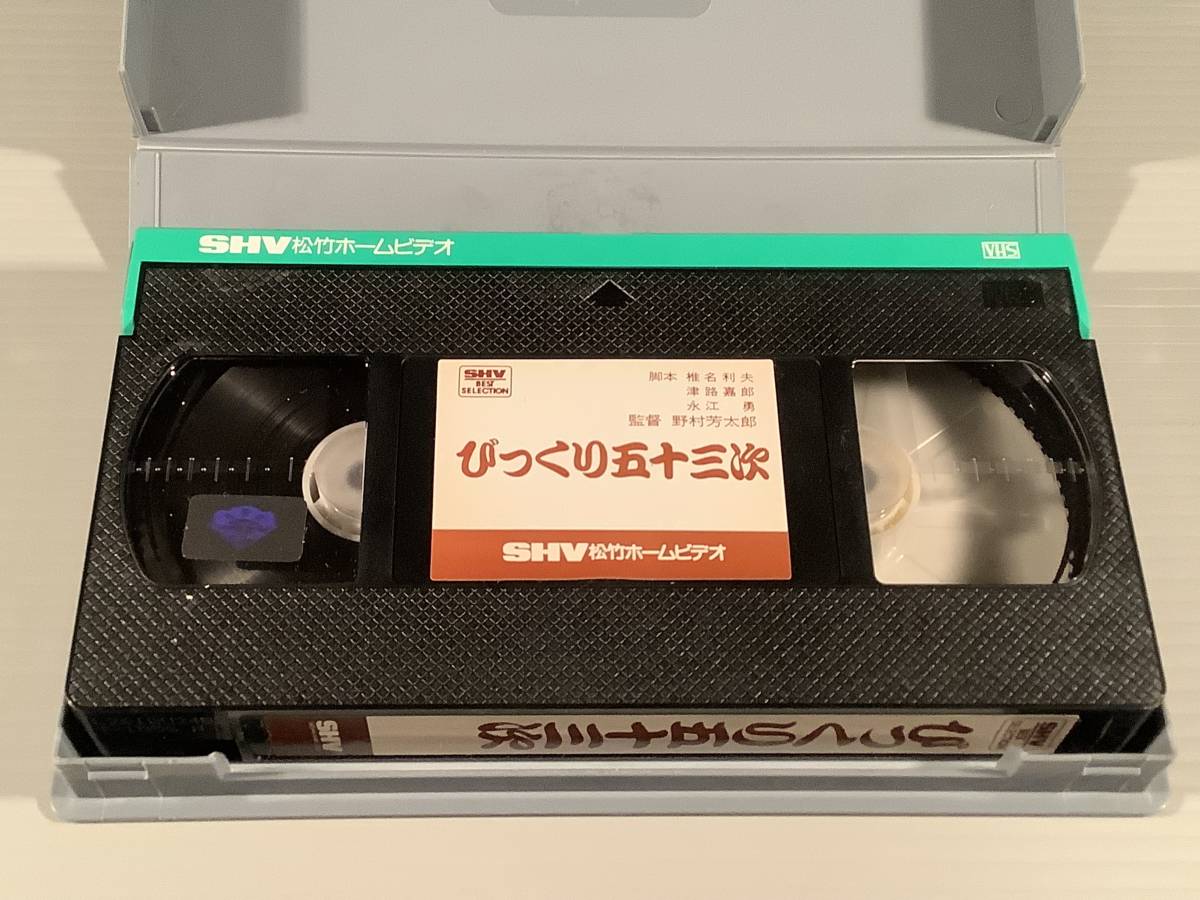 SHV松竹ホームビデオ
VHS
SHV
BEST
SELECTION
脚本 椎名利夫
津路嘉郎
永江 勇
監督 野村芳太郎
びっくり五十三次
SHV松竹ホームビデオ
SHV
びっくり五十三次
SHV